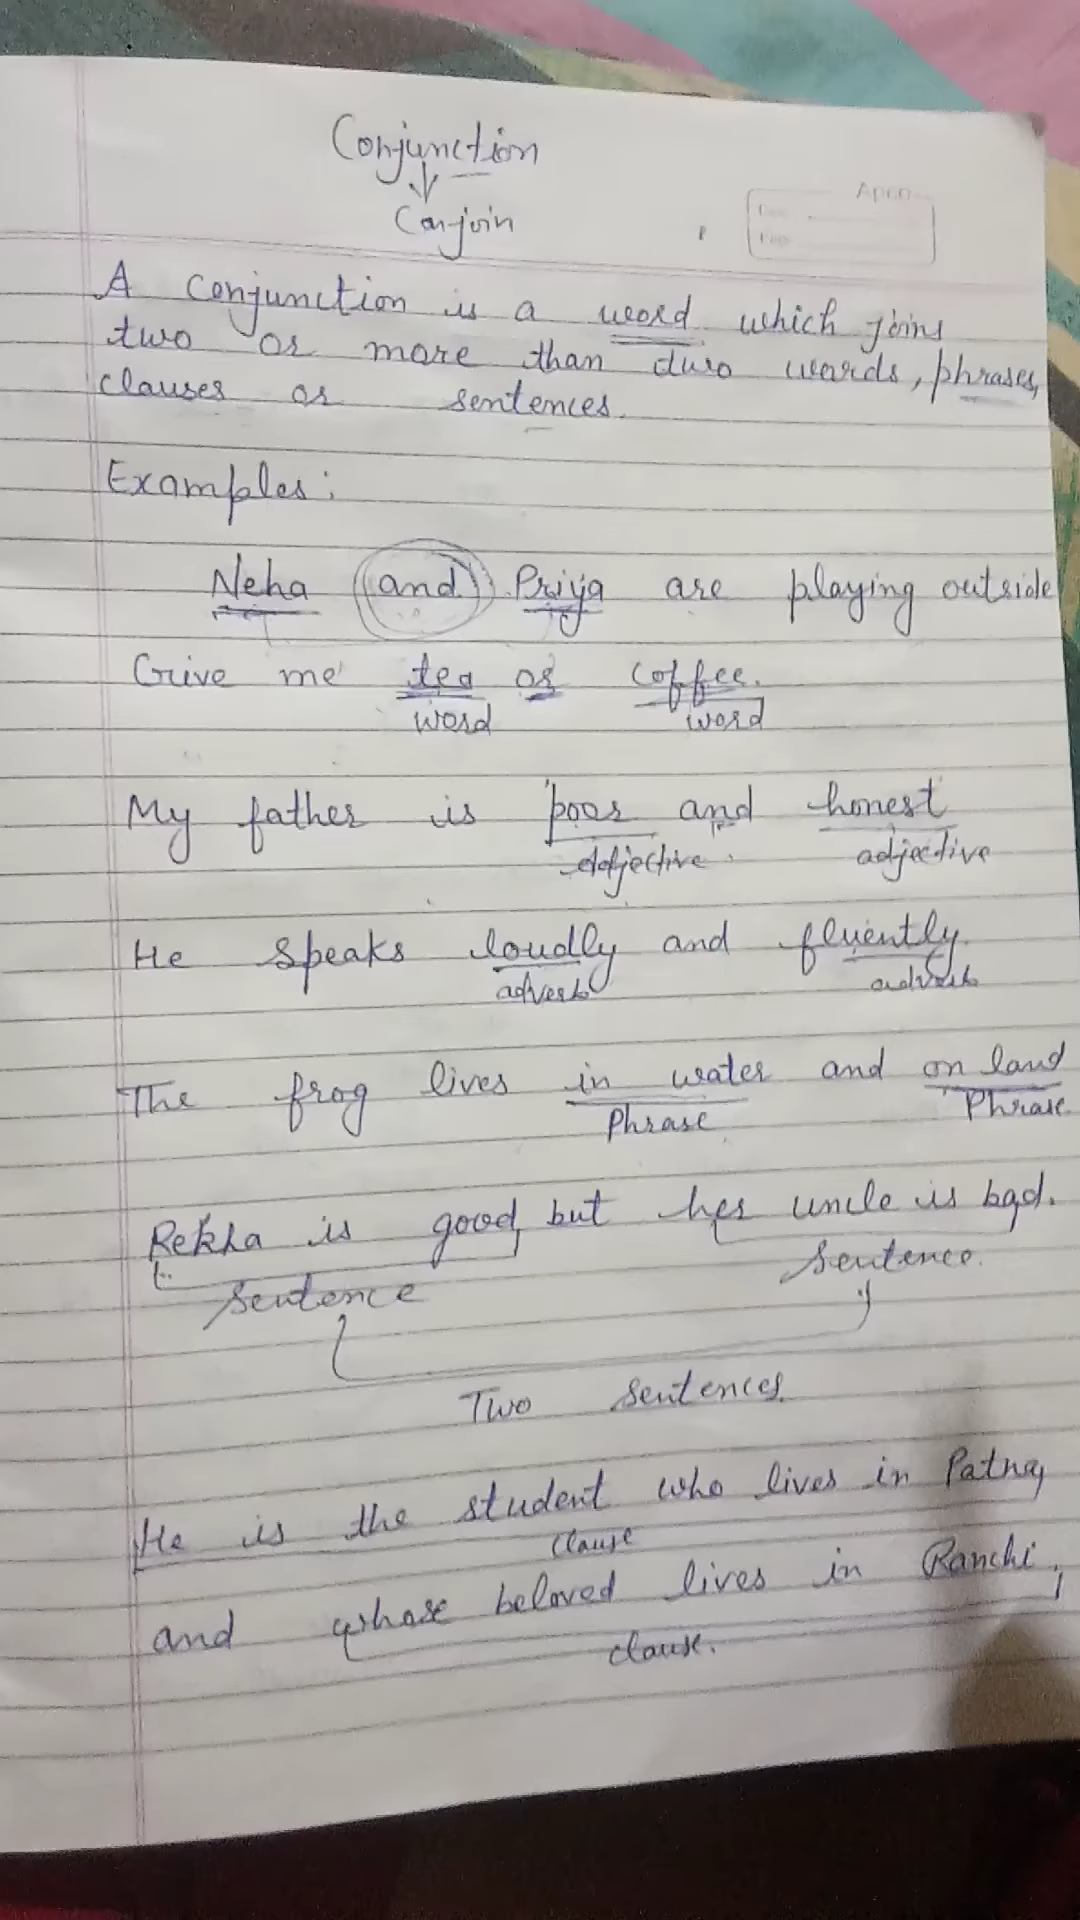 Conjunction
Conjoin
Apco
A conjunction is a word which joins
two or more than two words, phrases,
clauses or sentences.
Examples:
Neha and Priya are playing outside
Give me tea or coffee.
word word
My father is poor and honest
adjective adjective
He speaks loudly and fluently.
adverb adverb
The frog lives in water and on land
Phrase Phrase
Rekha is good, but her uncle is bad.
sentence sentence.
Two sentences.
He is the student who lives in Patna,
clause
and whose beloved lives in Ranchi,
clause.